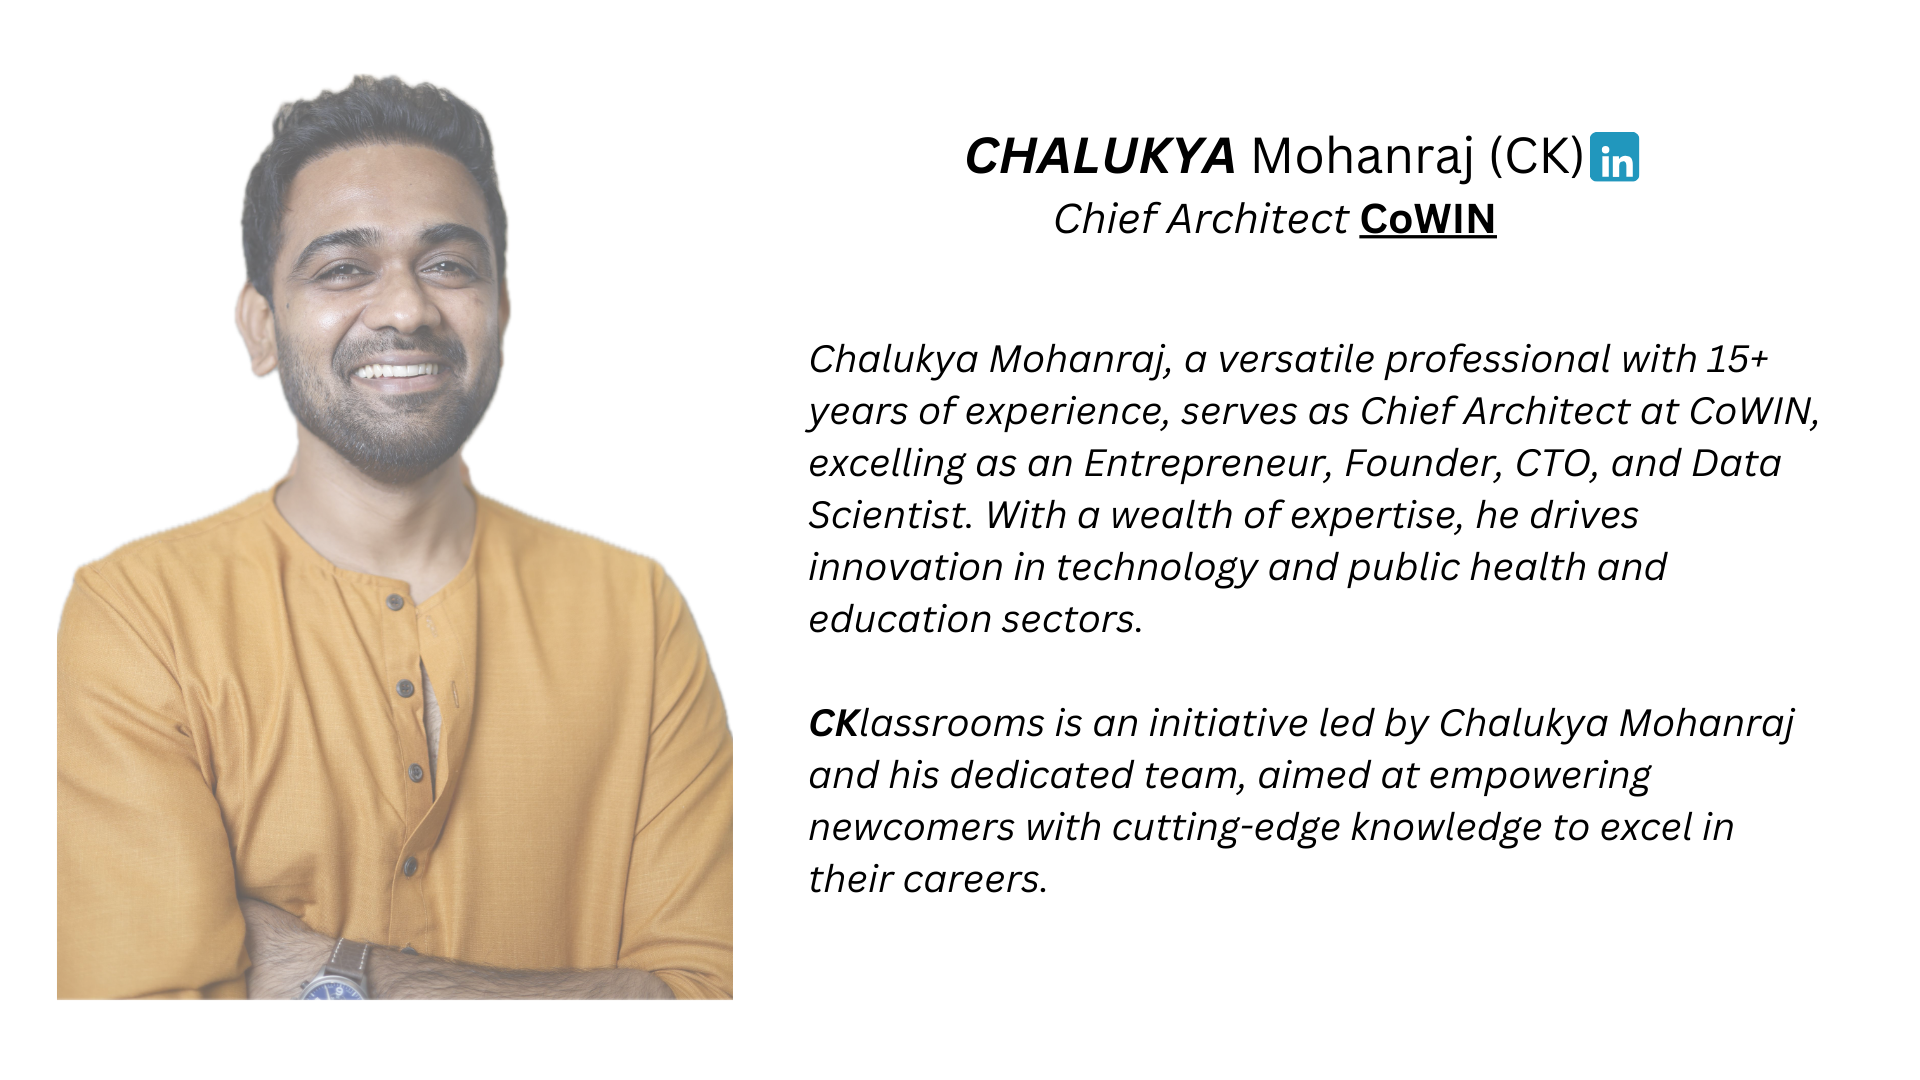 CHALUKYA Mohanraj (CK) in
Chief Architect CoWIN
Chalukya Mohanraj, a versatile professional with 15+
years of experience, serves as Chief Architect at CoWIN,
excelling as an Entrepreneur, Founder, CTO, and Data
Scientist. With a wealth of expertise, he drives
innovation in technology and public health and
education sectors.
CKlassrooms is an initiative led by Chalukya Mohanraj
and his dedicated team, aimed at empowering
newcomers with cutting-edge knowledge to excel in
their careers.
9